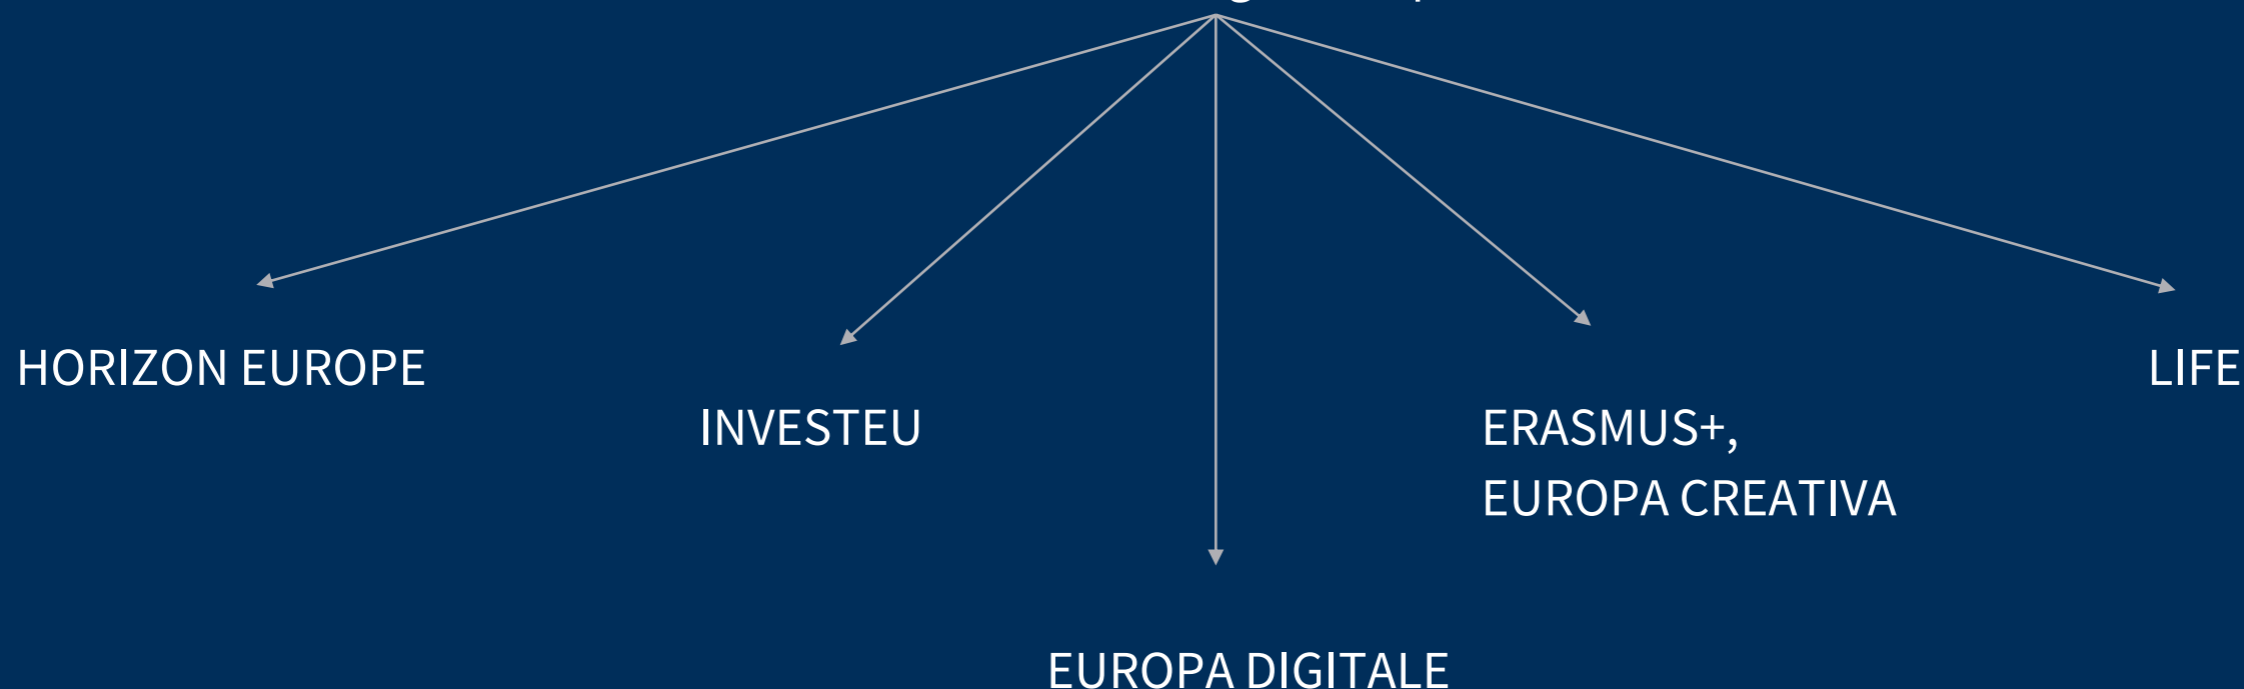 HORIZON EUROPE
LIFE
INVESTEU
ERASMUS+,
EUROPA CREATIVA
EUROPA DIGITALE